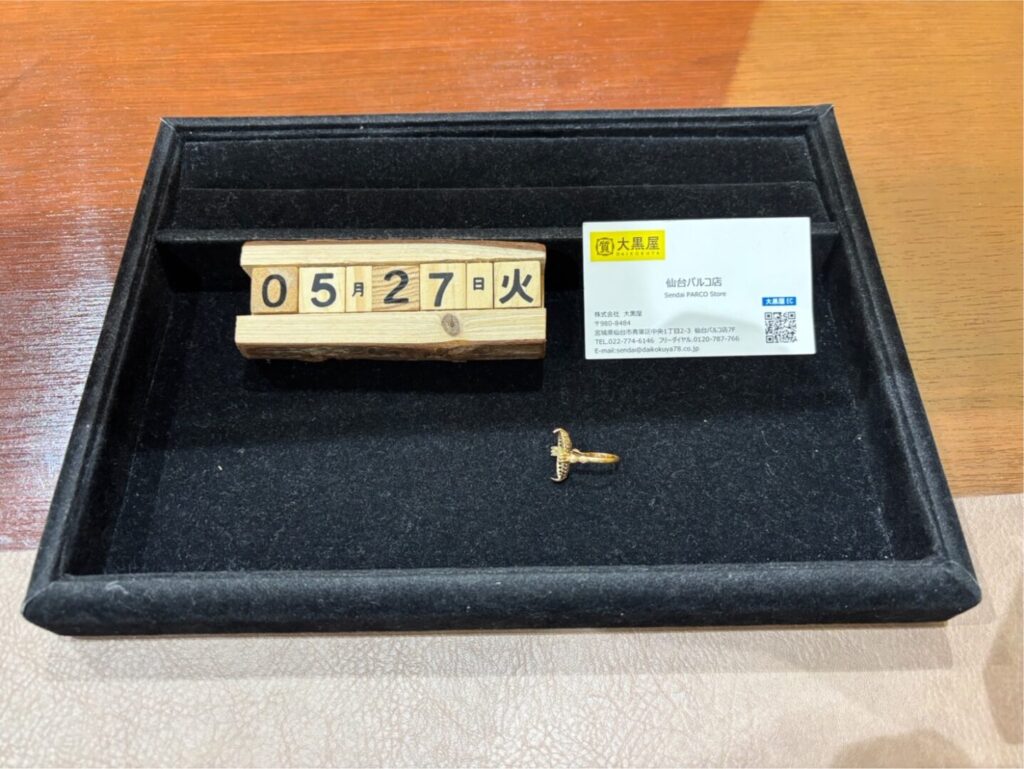 05月27日火
質 大黒屋
DAIKOKUYA
仙台パルコ店
Sendai PARCO Store
大黒屋 EC
株式会社 大黒屋
〒980-8484
宮城県仙台市青葉区中央1丁目2-3 仙台パルコ店7F
TEL.022-774-6146 フリーダイヤル.0120-787-766
E-mail:sendai@daikokuya78.co.jp